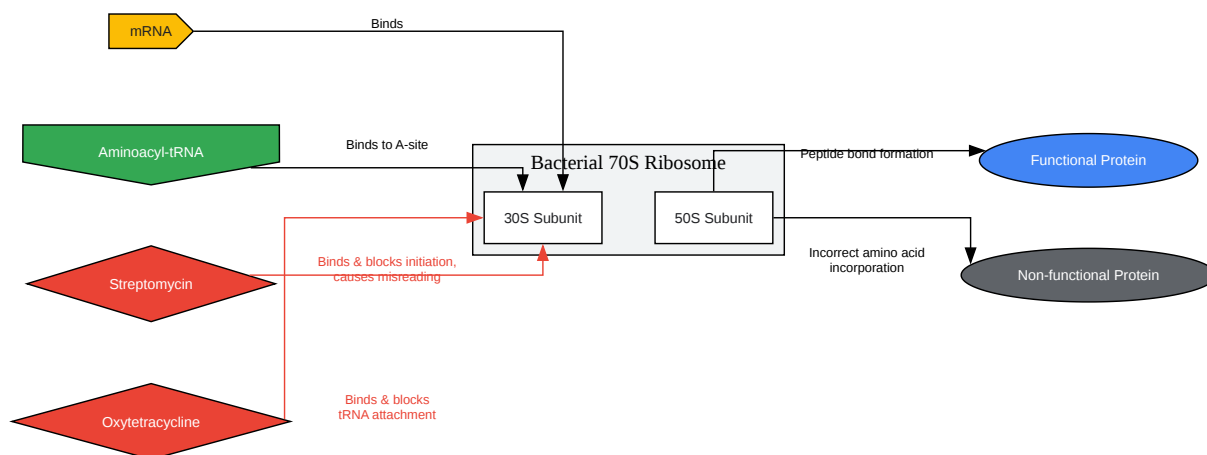 mRNA
Binds
Aminoacyl-tRNA
Binds to A-site
Bacterial 70S Ribosome
Peptide bond formation
Functional Protein
30S Subunit
50S Subunit
Streptomycin
Binds & blocks initiation,
causes misreading
Incorrect amino acid
incorporation
Non-functional Protein
Oxytetracycline
Binds & blocks
tRNA attachment